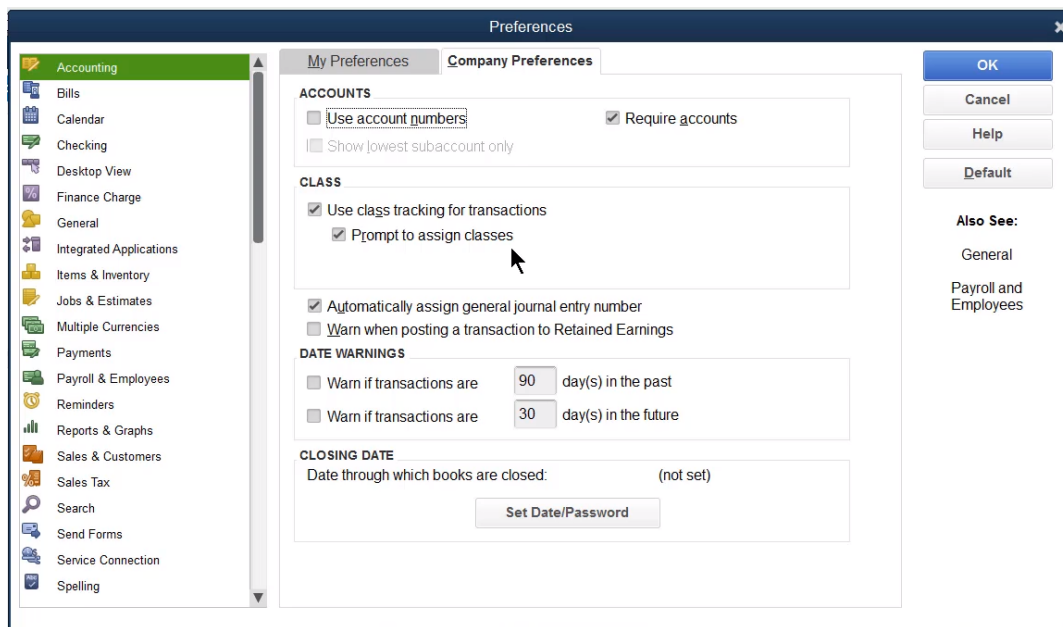 Preferences
Accounting
Bills
Calendar
Checking
Desktop View
Finance Charge
General
Integrated Applications
Items & Inventory
Jobs & Estimates
Multiple Currencies
Payments
Payroll & Employees
Reminders
Reports & Graphs
Sales & Customers
Sales Tax
Search
Send Forms
Service Connection
Spelling
My Preferences Company Preferences
ACCOUNTS
Use account numbers Require accounts
Show lowest subaccount only
CLASS
Use class tracking for transactions
Prompt to assign classes
Automatically assign general journal entry number
Warn when posting a transaction to Retained Earnings
DATE WARNINGS
Warn if transactions are 90 day(s) in the past
Warn if transactions are 30 day(s) in the future
CLOSING DATE
Date through which books are closed: (not set)
Set Date/Password
OK
Cancel
Help
Default
Also See:
General
Payroll and
Employees